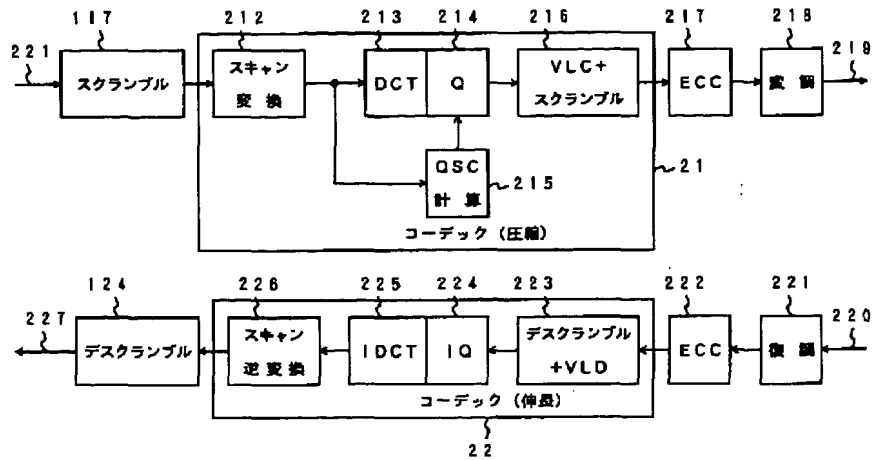 117 212 213 214 216 217 218
221 219
スクランブル
スキャン
変換
DCT Q
VLC+
スクランブル
ECC
変調
QSC
計算
215
21
コーデック（圧縮）
124 226 225 224 223 222 221
227 220
デスクランブル
スキャン
逆変換
IDCT IQ
デスクランブル
+VLD
ECC
復調
コーデック（伸長）
22